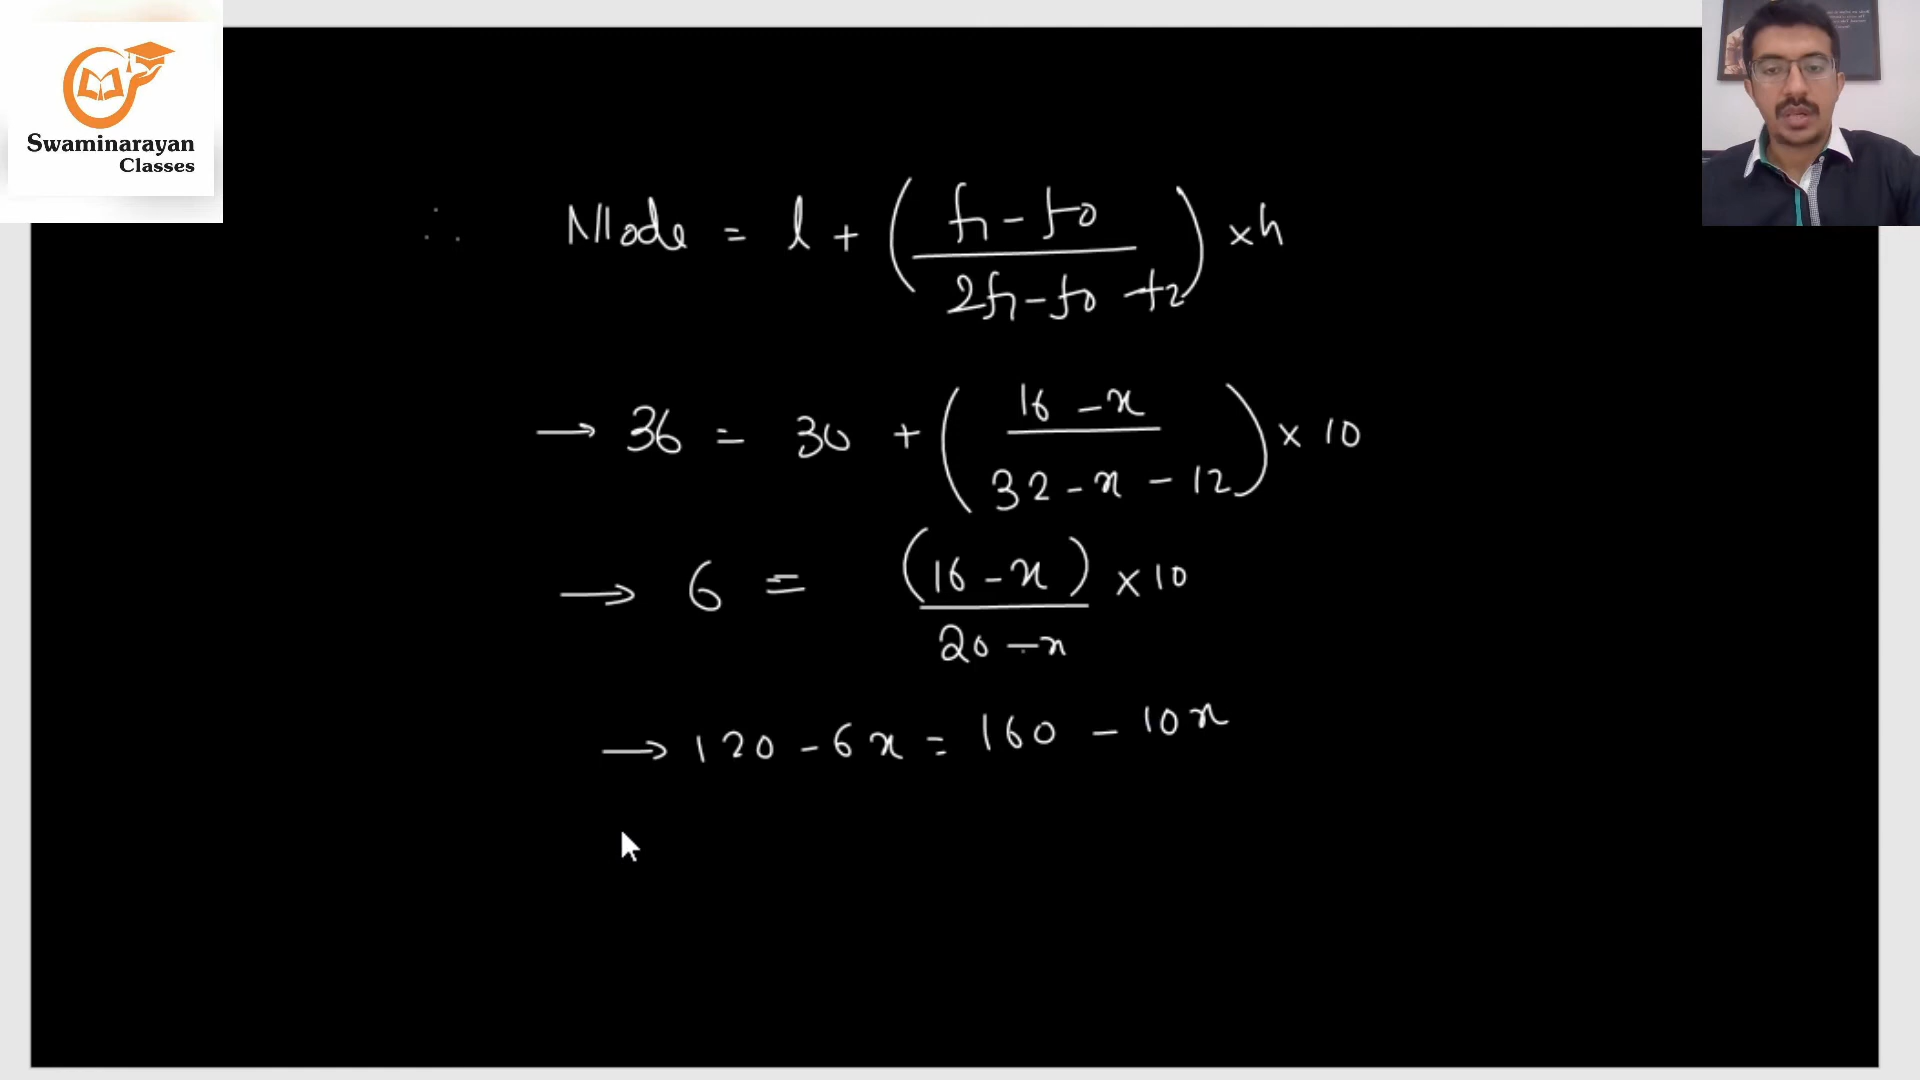 Swaminarayan
Classes
∴ Mode = l + ( f1 - f0 / 2f1 - f0 - f2 ) × h
→ 36 = 30 + ( 16 - x / 32 - x - 12 ) × 10
→ 6 = (16 - x) / 20 - x × 10
→ 120 - 6x = 160 - 10x